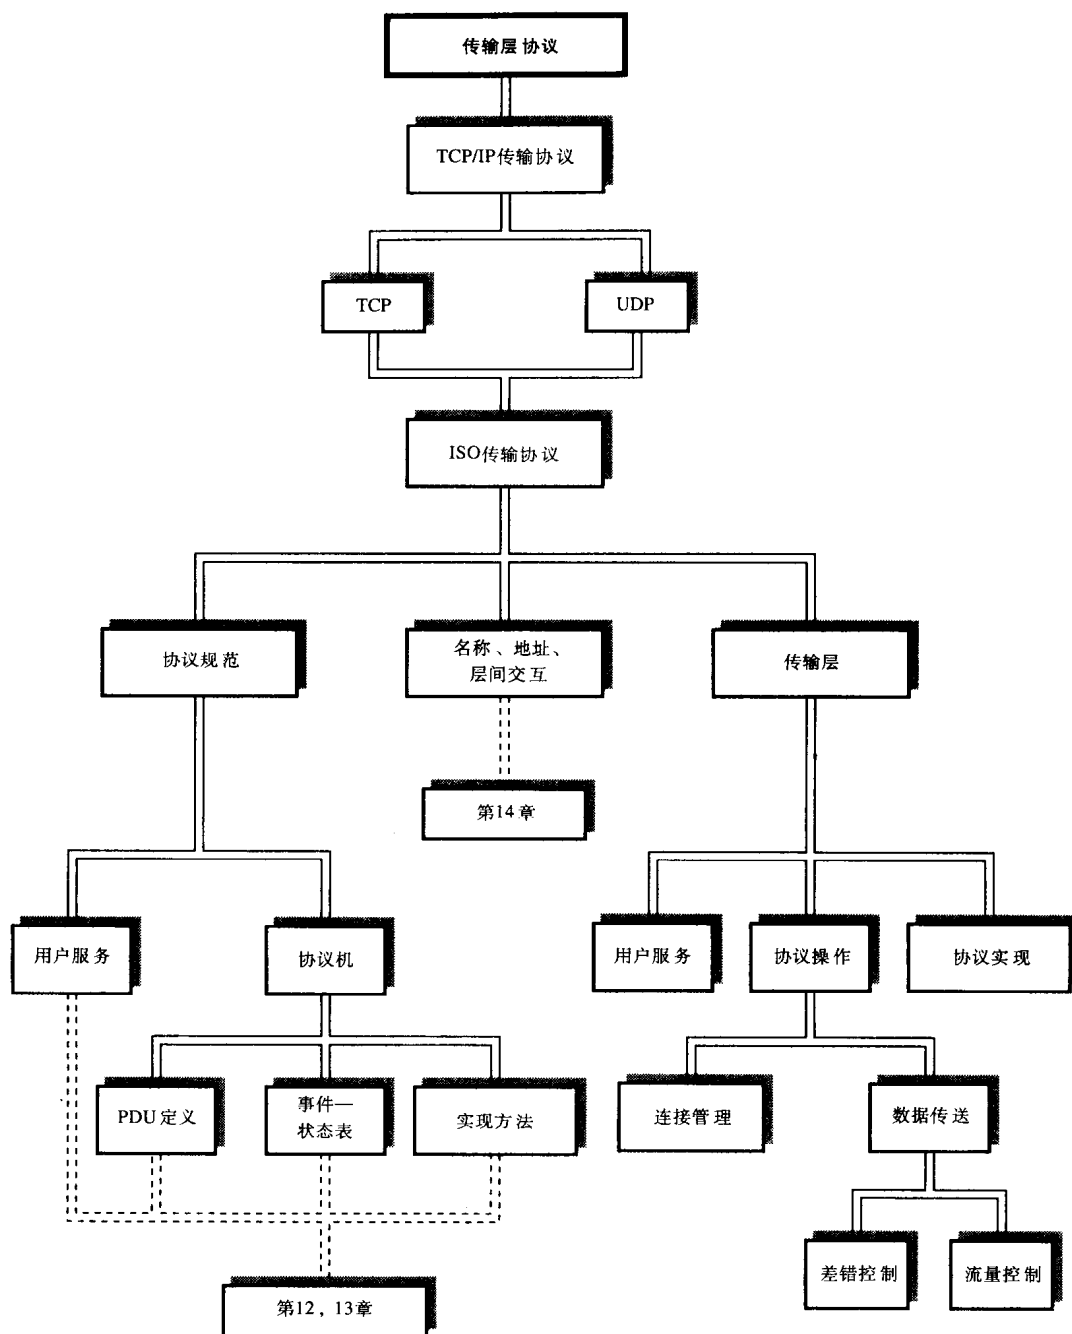 传输层协议
TCP/IP传输协议
TCP
UDP
ISO传输协议
协议规范
名称、地址、
层间交互
传输层
第14章
用户服务
协议机
用户服务
协议操作
协议实现
PDU定义
事件—
状态表
实现方法
连接管理
数据传送
差错控制
流量控制
第12，13章